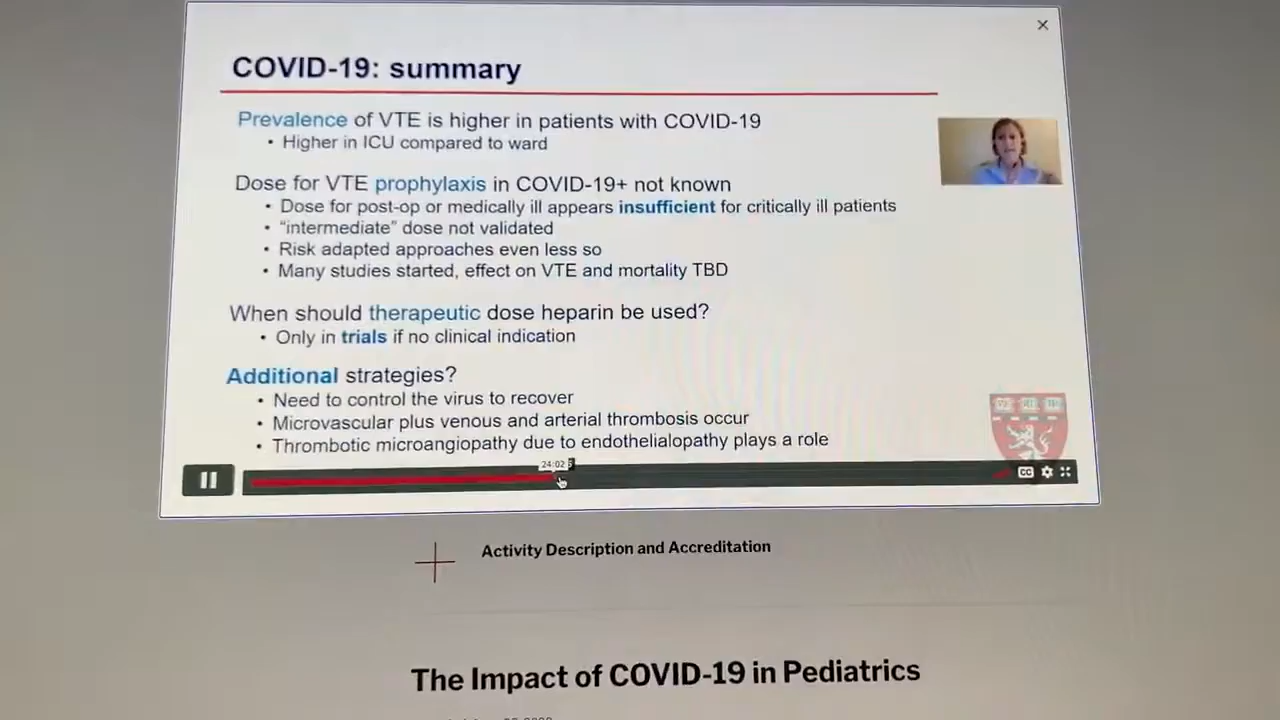 COVID-19: summary
Prevalence of VTE is higher in patients with COVID-19
• Higher in ICU compared to ward
Dose for VTE prophylaxis in COVID-19+ not known
• Dose for post-op or medically ill appears insufficient for critically ill patients
• “intermediate” dose not validated
• Risk adapted approaches even less so
• Many studies started, effect on VTE and mortality TBD
When should therapeutic dose heparin be used?
• Only in trials if no clinical indication
Additional strategies?
• Need to control the virus to recover
• Microvascular plus venous and arterial thrombosis occur
• Thrombotic microangiopathy due to endothelialopathy plays a role
VE RI TAS
24:02
CC
Activity Description and Accreditation
The Impact of COVID-19 in Pediatrics